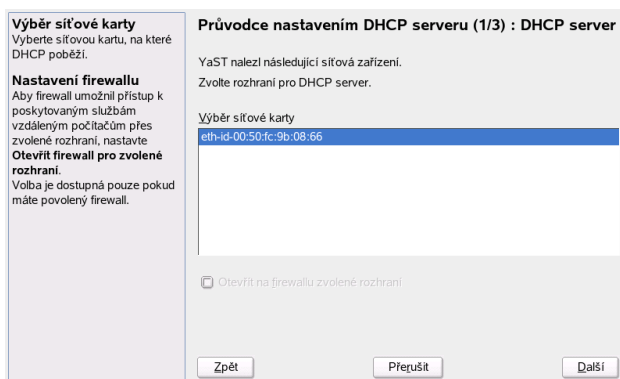 Výběr síťové karty
Vyberte síťovou kartu, na které
DHCP poběží.
Nastavení firewallu
Aby firewall umožnil přístup k
poskytovaným službám
vzdáleným počítačům přes
zvolené rozhraní, nastavte
Otevřít firewall pro zvolené
rozhraní.
Volba je dostupná pouze pokud
máte povolený firewall.
Průvodce nastavením DHCP serveru (1/3) : DHCP server
YaST nalezl následující síťová zařízení.
Zvolte rozhraní pro DHCP server.
Výběr síťové karty
eth-id-00:50:fc:9b:08:66
Otevřít na firewallu zvolené rozhraní
Zpět
Přerušit
Další